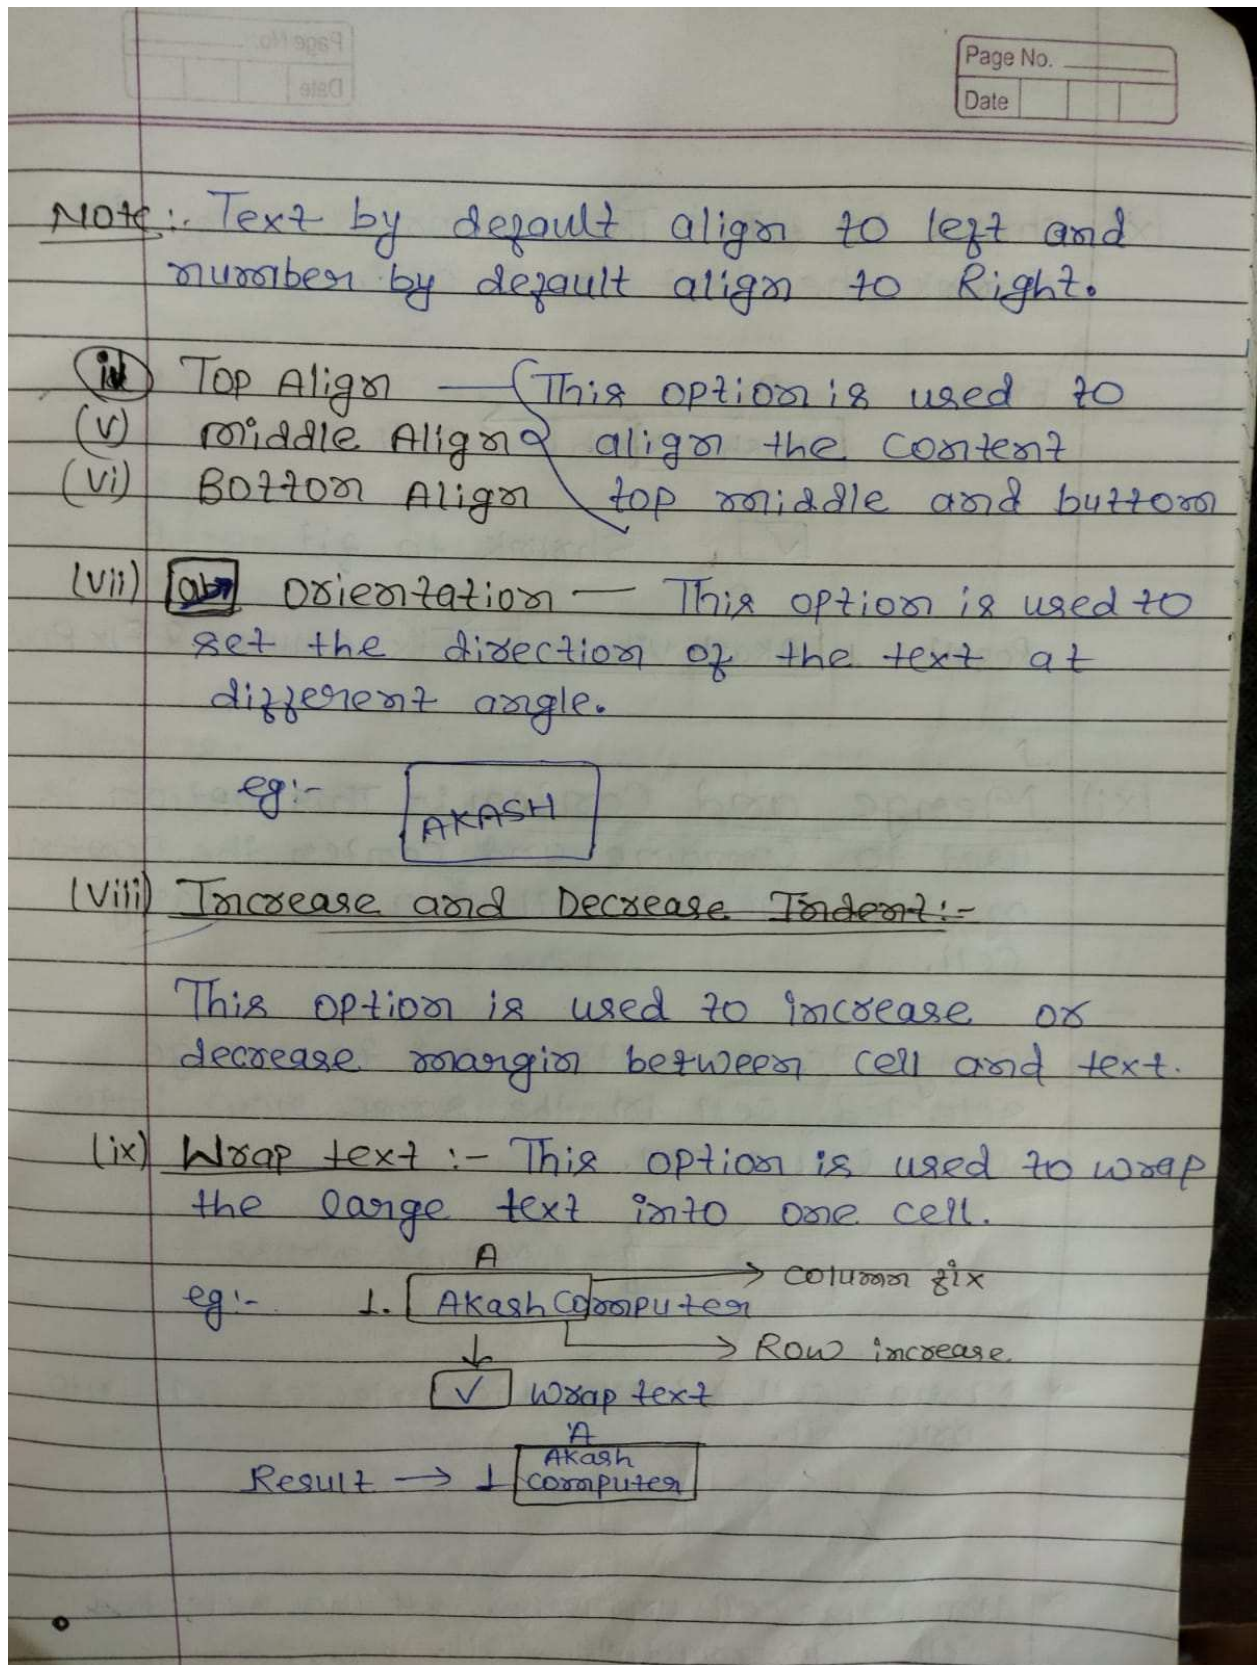 Page No.
Date
Note:- Text by default align to left and
number by default align to Right.
(iv) Top Align — This option is used to
(v) middle Align align the content
(vi) Bottom Align top middle and buttom
(vii) ab Orientation — This option is used to
set the direction of the text at
different angle.
eg:- AKASH
(viii) Increase and Decrease Indent:-
This option is used to increase or
decrease margin between cell and text.
(ix) Wrap text :- This option is used to wrap
the large text into one cell.
A
→ column fix
eg:- 1. Akash Computer
→ Row increase.
↓
✓ Wrap text
A
Akash
Result → 1 computer